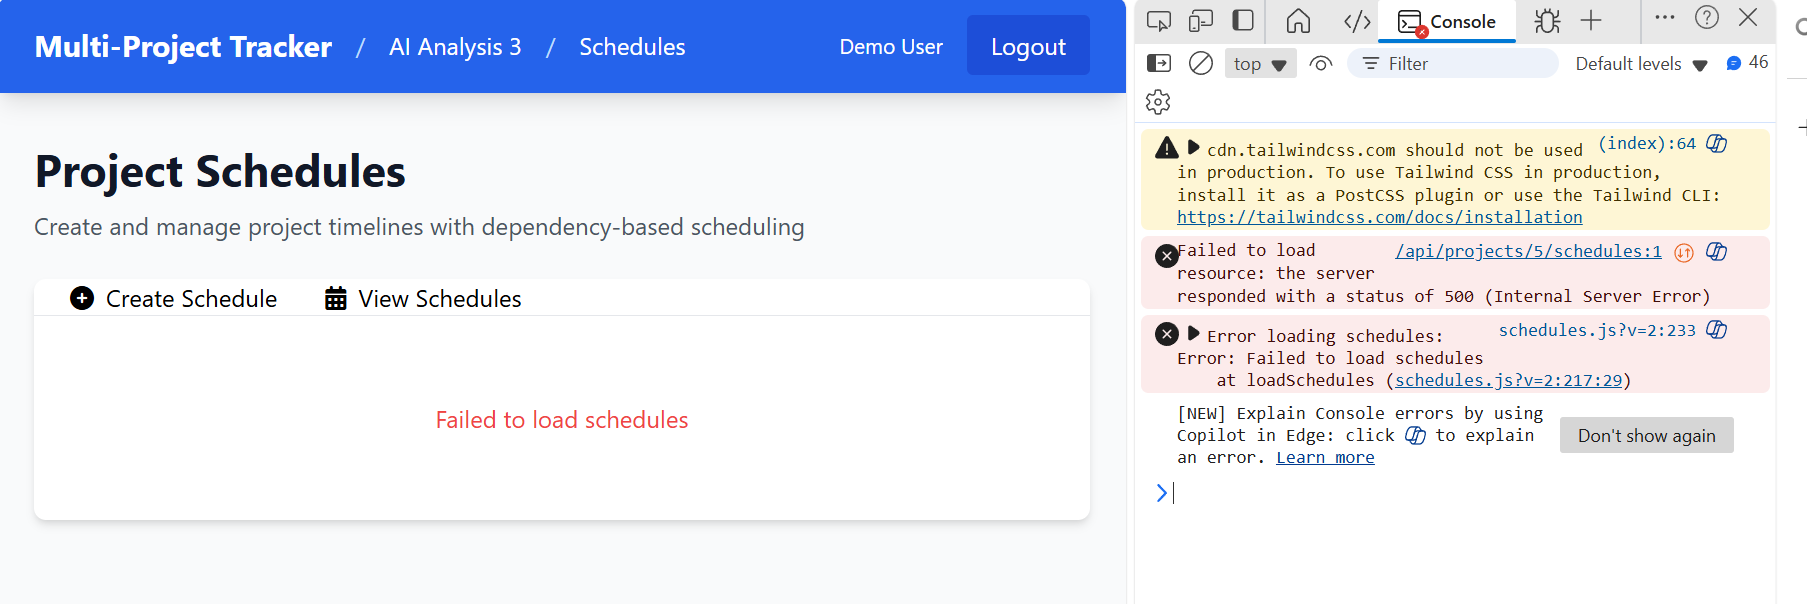 Multi-Project Tracker / AI Analysis 3 / Schedules Demo User Logout
Project Schedules
Create and manage project timelines with dependency-based scheduling
Create Schedule View Schedules
Failed to load schedules
Console
top Filter Default levels 46
cdn.tailwindcss.com should not be used (index):64
in production. To use Tailwind CSS in production,
install it as a PostCSS plugin or use the Tailwind CLI:
https://tailwindcss.com/docs/installation
Failed to load /api/projects/5/schedules:1
resource: the server
responded with a status of 500 (Internal Server Error)
Error loading schedules: schedules.js?v=2:233
Error: Failed to load schedules
at loadSchedules (schedules.js?v=2:217:29)
[NEW] Explain Console errors by using
Copilot in Edge: click to explain
an error. Learn more
Don't show again